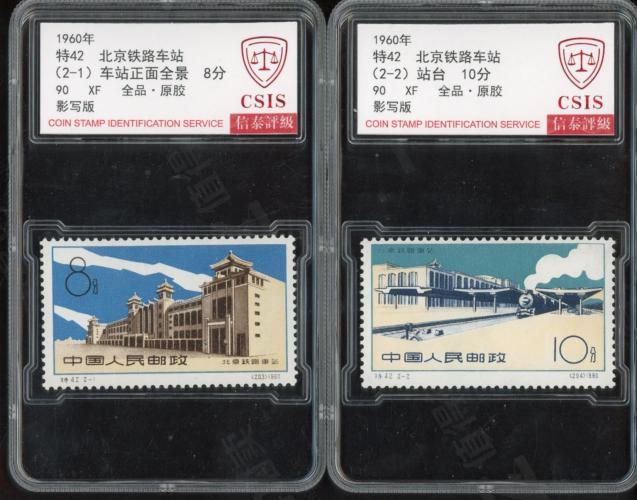 1960年
特42 北京铁路车站
(2-1) 车站正面全景 8分
90 XF 全品·原胶
影写版
CSIS
COIN STAMP IDENTIFICATION SERVICE 信泰評級
8分
中国人民邮政
北京铁路車站
特42 2-1
(203)1960
1960年
特42 北京铁路车站
(2-2) 站台 10分
90 XF 全品·原胶
影写版
CSIS
COIN STAMP IDENTIFICATION SERVICE 信泰評級
北京铁路車站
中国人民邮政
10分
特42 2-2
(204)1960